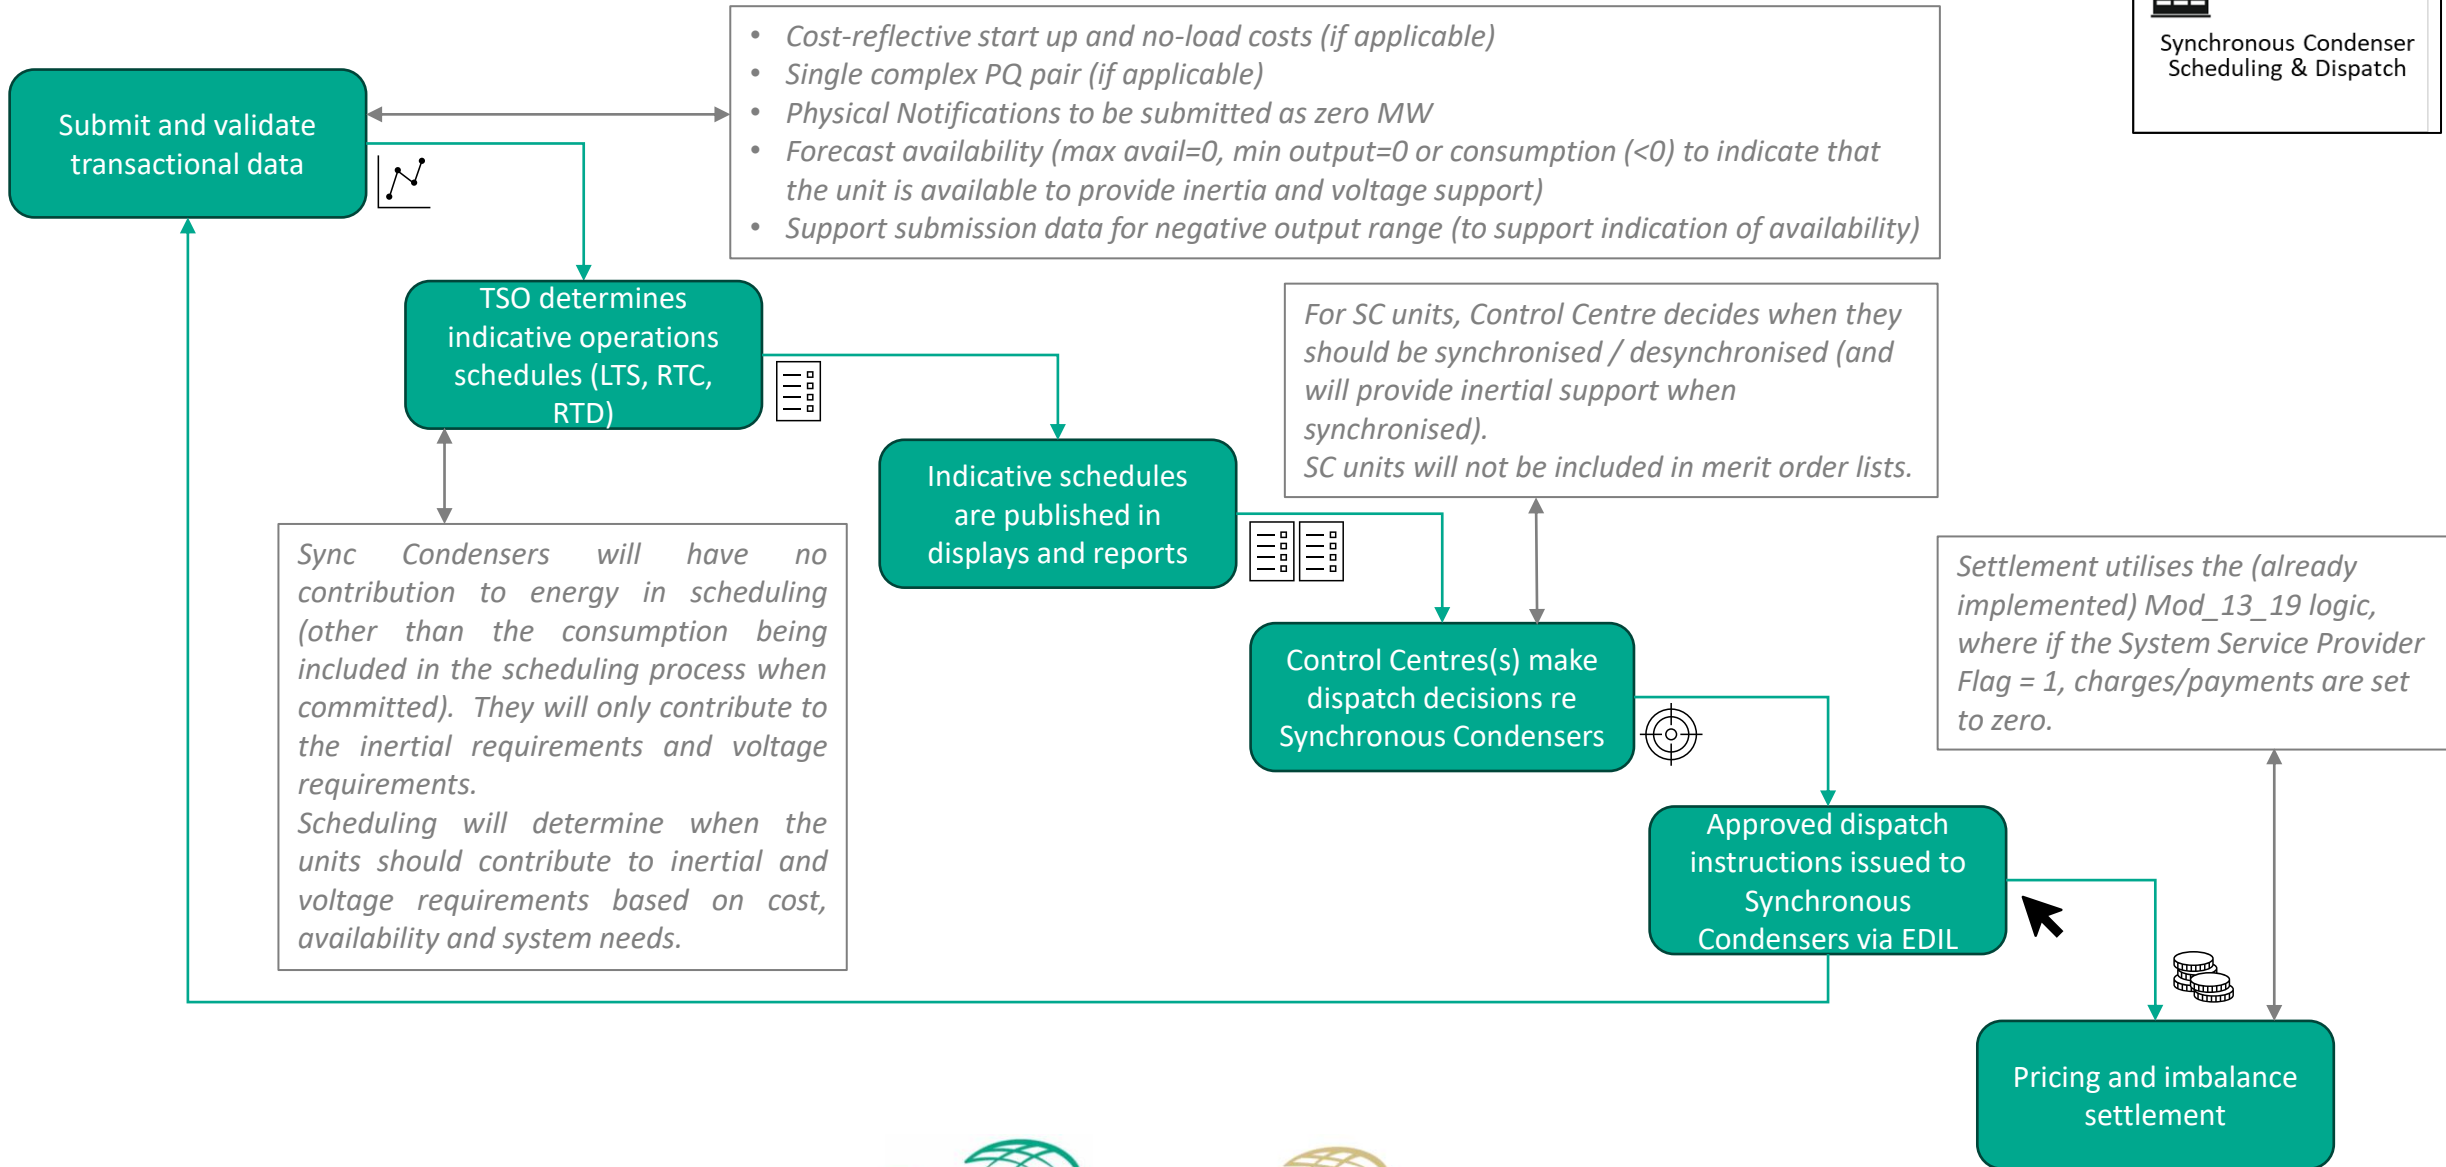 Synchronous Condenser
Scheduling & Dispatch
• Cost-reflective start up and no-load costs (if applicable)
• Single complex PQ pair (if applicable)
• Physical Notifications to be submitted as zero MW
• Forecast availability (max avail=0, min output=0 or consumption (<0) to indicate that
the unit is available to provide inertia and voltage support)
• Support submission data for negative output range (to support indication of availability)
Submit and validate
transactional data
TSO determines
indicative operations
schedules (LTS, RTC,
RTD)
For SC units, Control Centre decides when they
should be synchronised / desynchronised (and
will provide inertial support when
synchronised).
SC units will not be included in merit order lists.
Indicative schedules
are published in
displays and reports
Sync Condensers will have no
contribution to energy in scheduling
(other than the consumption being
included in the scheduling process when
committed). They will only contribute to
the inertial requirements and voltage
requirements.
Scheduling will determine when the
units should contribute to inertial and
voltage requirements based on cost,
availability and system needs.
Settlement utilises the (already
implemented) Mod_13_19 logic,
where if the System Service Provider
Flag = 1, charges/payments are set
to zero.
Control Centres(s) make
dispatch decisions re
Synchronous Condensers
Approved dispatch
instructions issued to
Synchronous
Condensers via EDIL
Pricing and imbalance
settlement